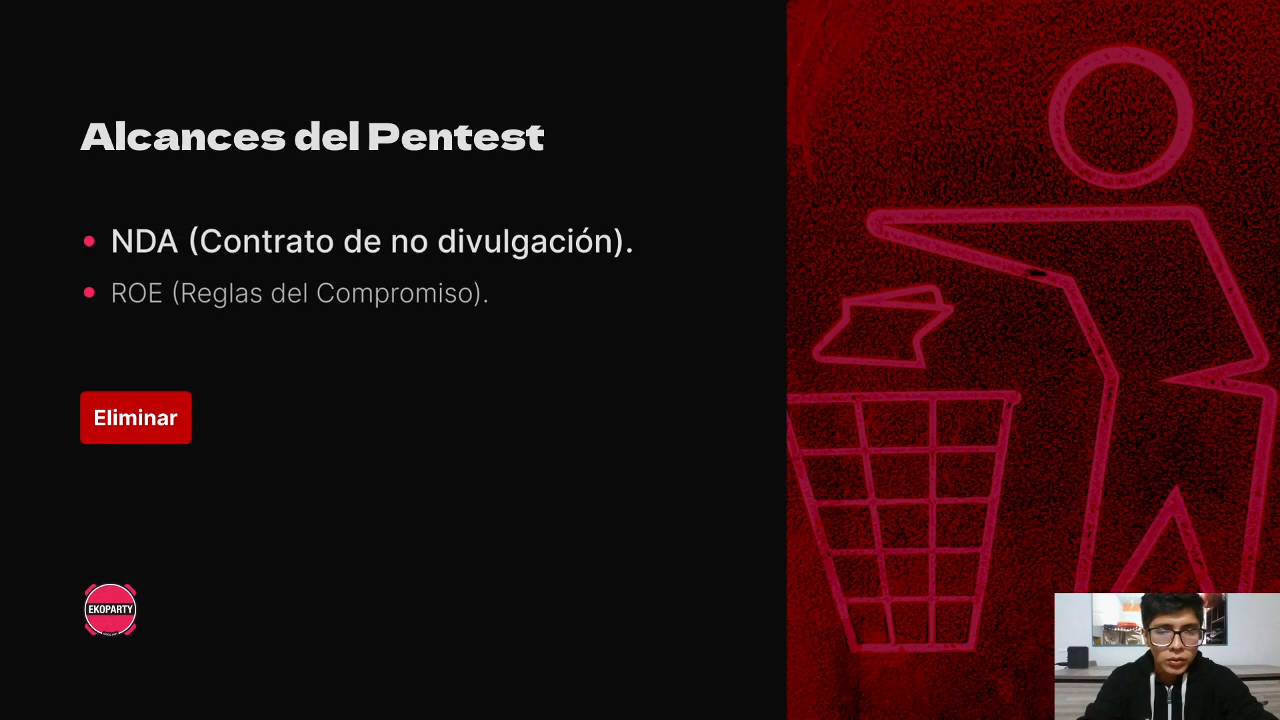 Alcances del Pentest
NDA (Contrato de no divulgación).
ROE (Reglas del Compromiso).
Eliminar
EKOPARTY